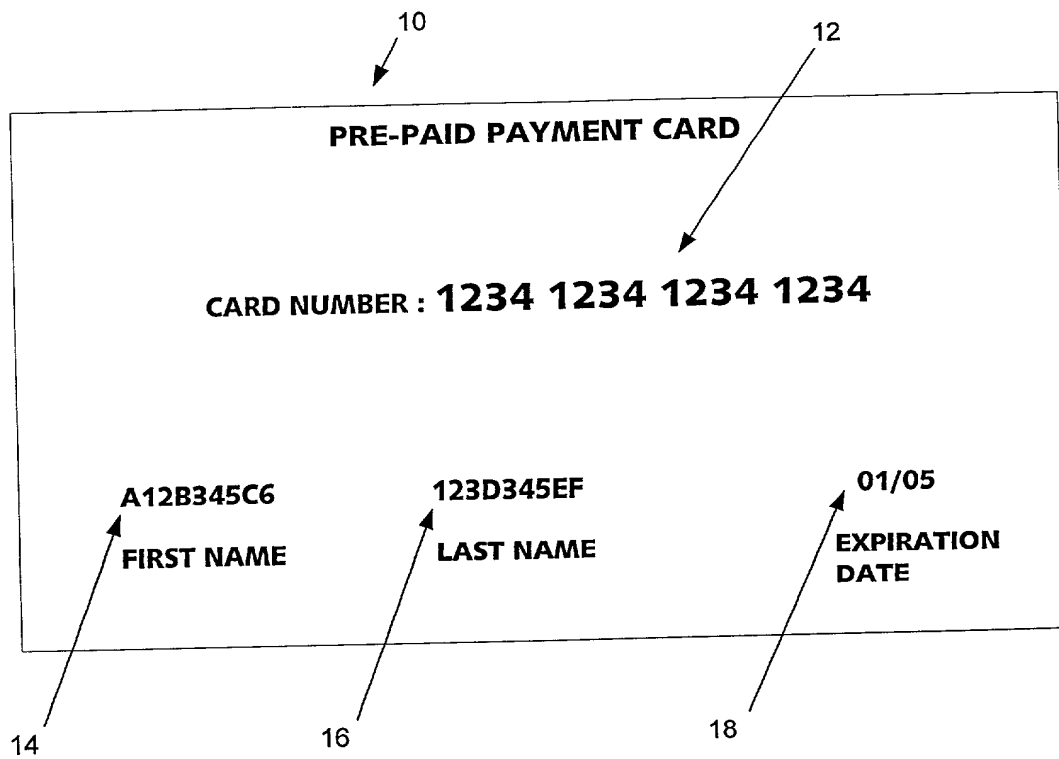 10
12
PRE-PAID PAYMENT CARD
CARD NUMBER : 1234 1234 1234 1234
A12B345C6 123D345EF 01/05
FIRST NAME LAST NAME EXPIRATION
DATE
14 16 18